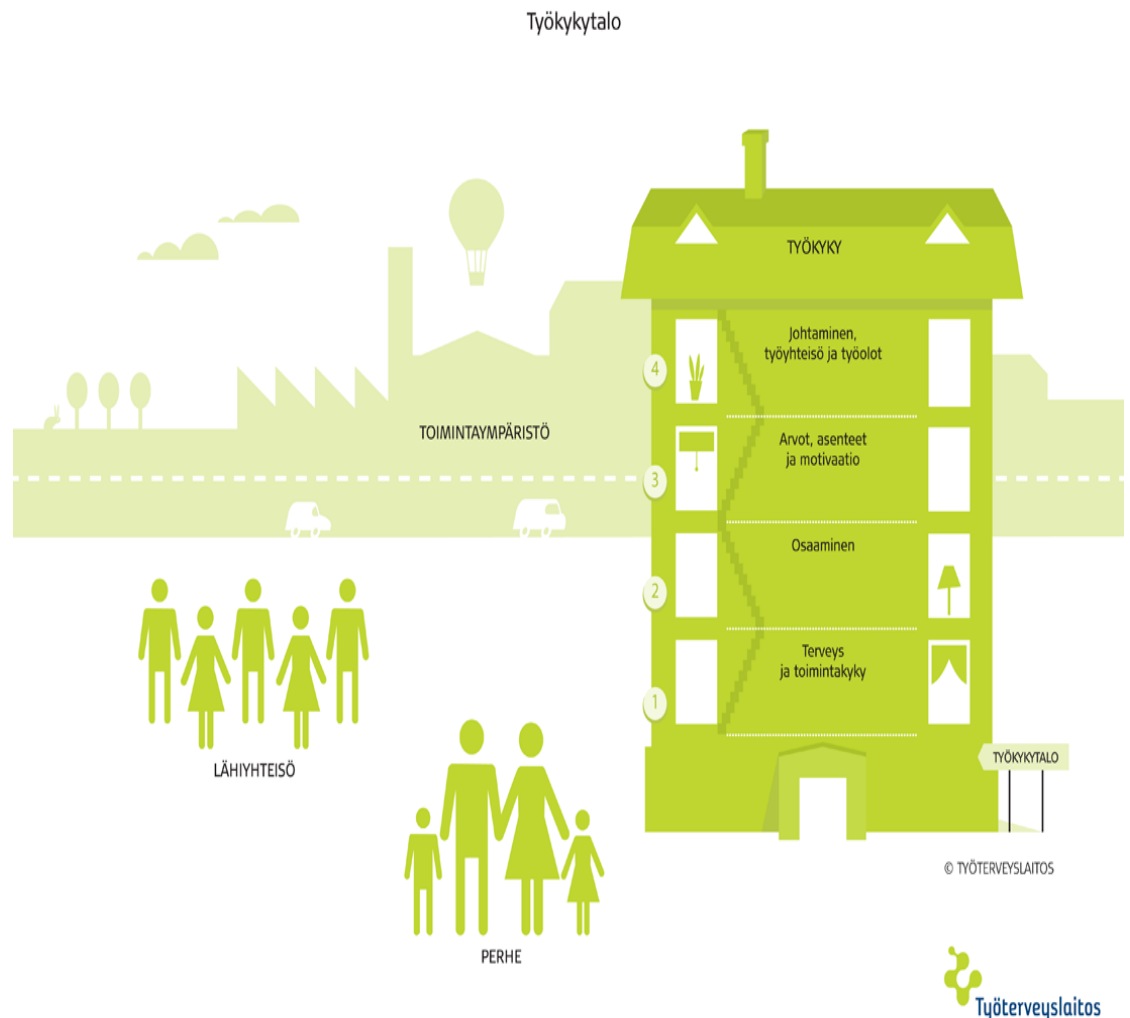 Työkykytalo
TYÖKYKY
4
Johtaminen,
työyhteisö ja työolot
TOIMINTAYMPÄRISTÖ
3
Arvot, asenteet
ja motivaatio
2
Osaaminen
1
Terveys
ja toimintakyky
LÄHIYHTEISÖ
TYÖKYKYTALO
PERHE
© TYÖTERVEYSLAITOS
Työterveyslaitos